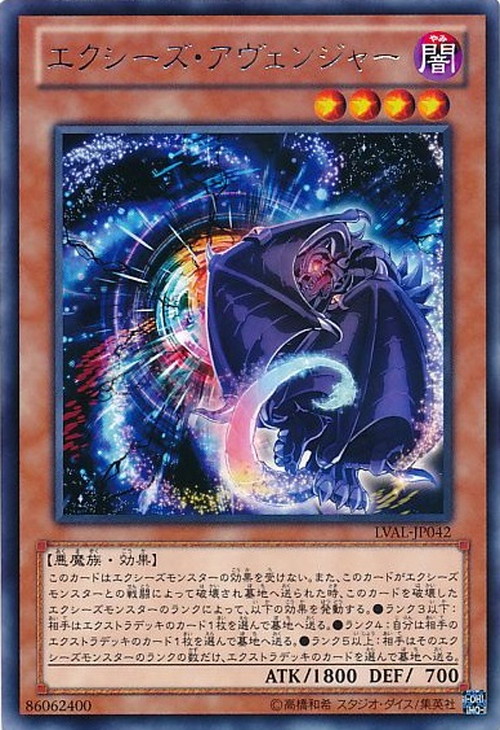 エクシーズ・アヴェンジャー
やみ
闇
LVAL-JP042
【悪魔族・効果】
このカードはエクシーズモンスターの効果を受けない。また、このカードがエクシーズ
モンスターとの戦闘によって破壊され墓地へ送られた時、このカードを破壊した
エクシーズモンスターのランクによって、以下の効果を発動する。●ランク3以下：
相手はエクストラデッキのカード1枚を選んで墓地へ送る。●ランク4：自分は相手の
エクストラデッキのカード1枚を選んで墓地へ送る。●ランク5以上：相手はそのエク
シーズモンスターのランクの数だけ、エクストラデッキのカードを選んで墓地へ送る。
ATK/1800 DEF/ 700
86062400
©高橋和希 スタジオ・ダイス/集英社